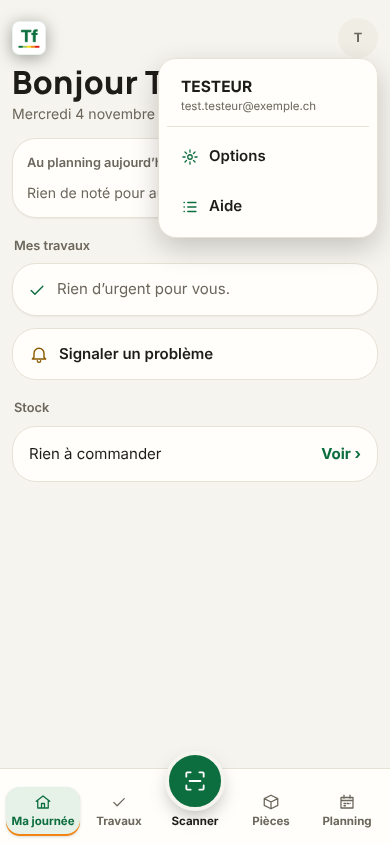 Tf
T
Bonjour T
TESTEUR
Mercredi 4 novembre
test.testeur@exemple.ch
Au planning aujourd'h
Rien de noté pour a
Options
Aide
Mes travaux
Rien d'urgent pour vous.
Signaler un problème
Stock
Rien à commander
Voir ›
Ma journée
Travaux
Scanner
Pièces
Planning